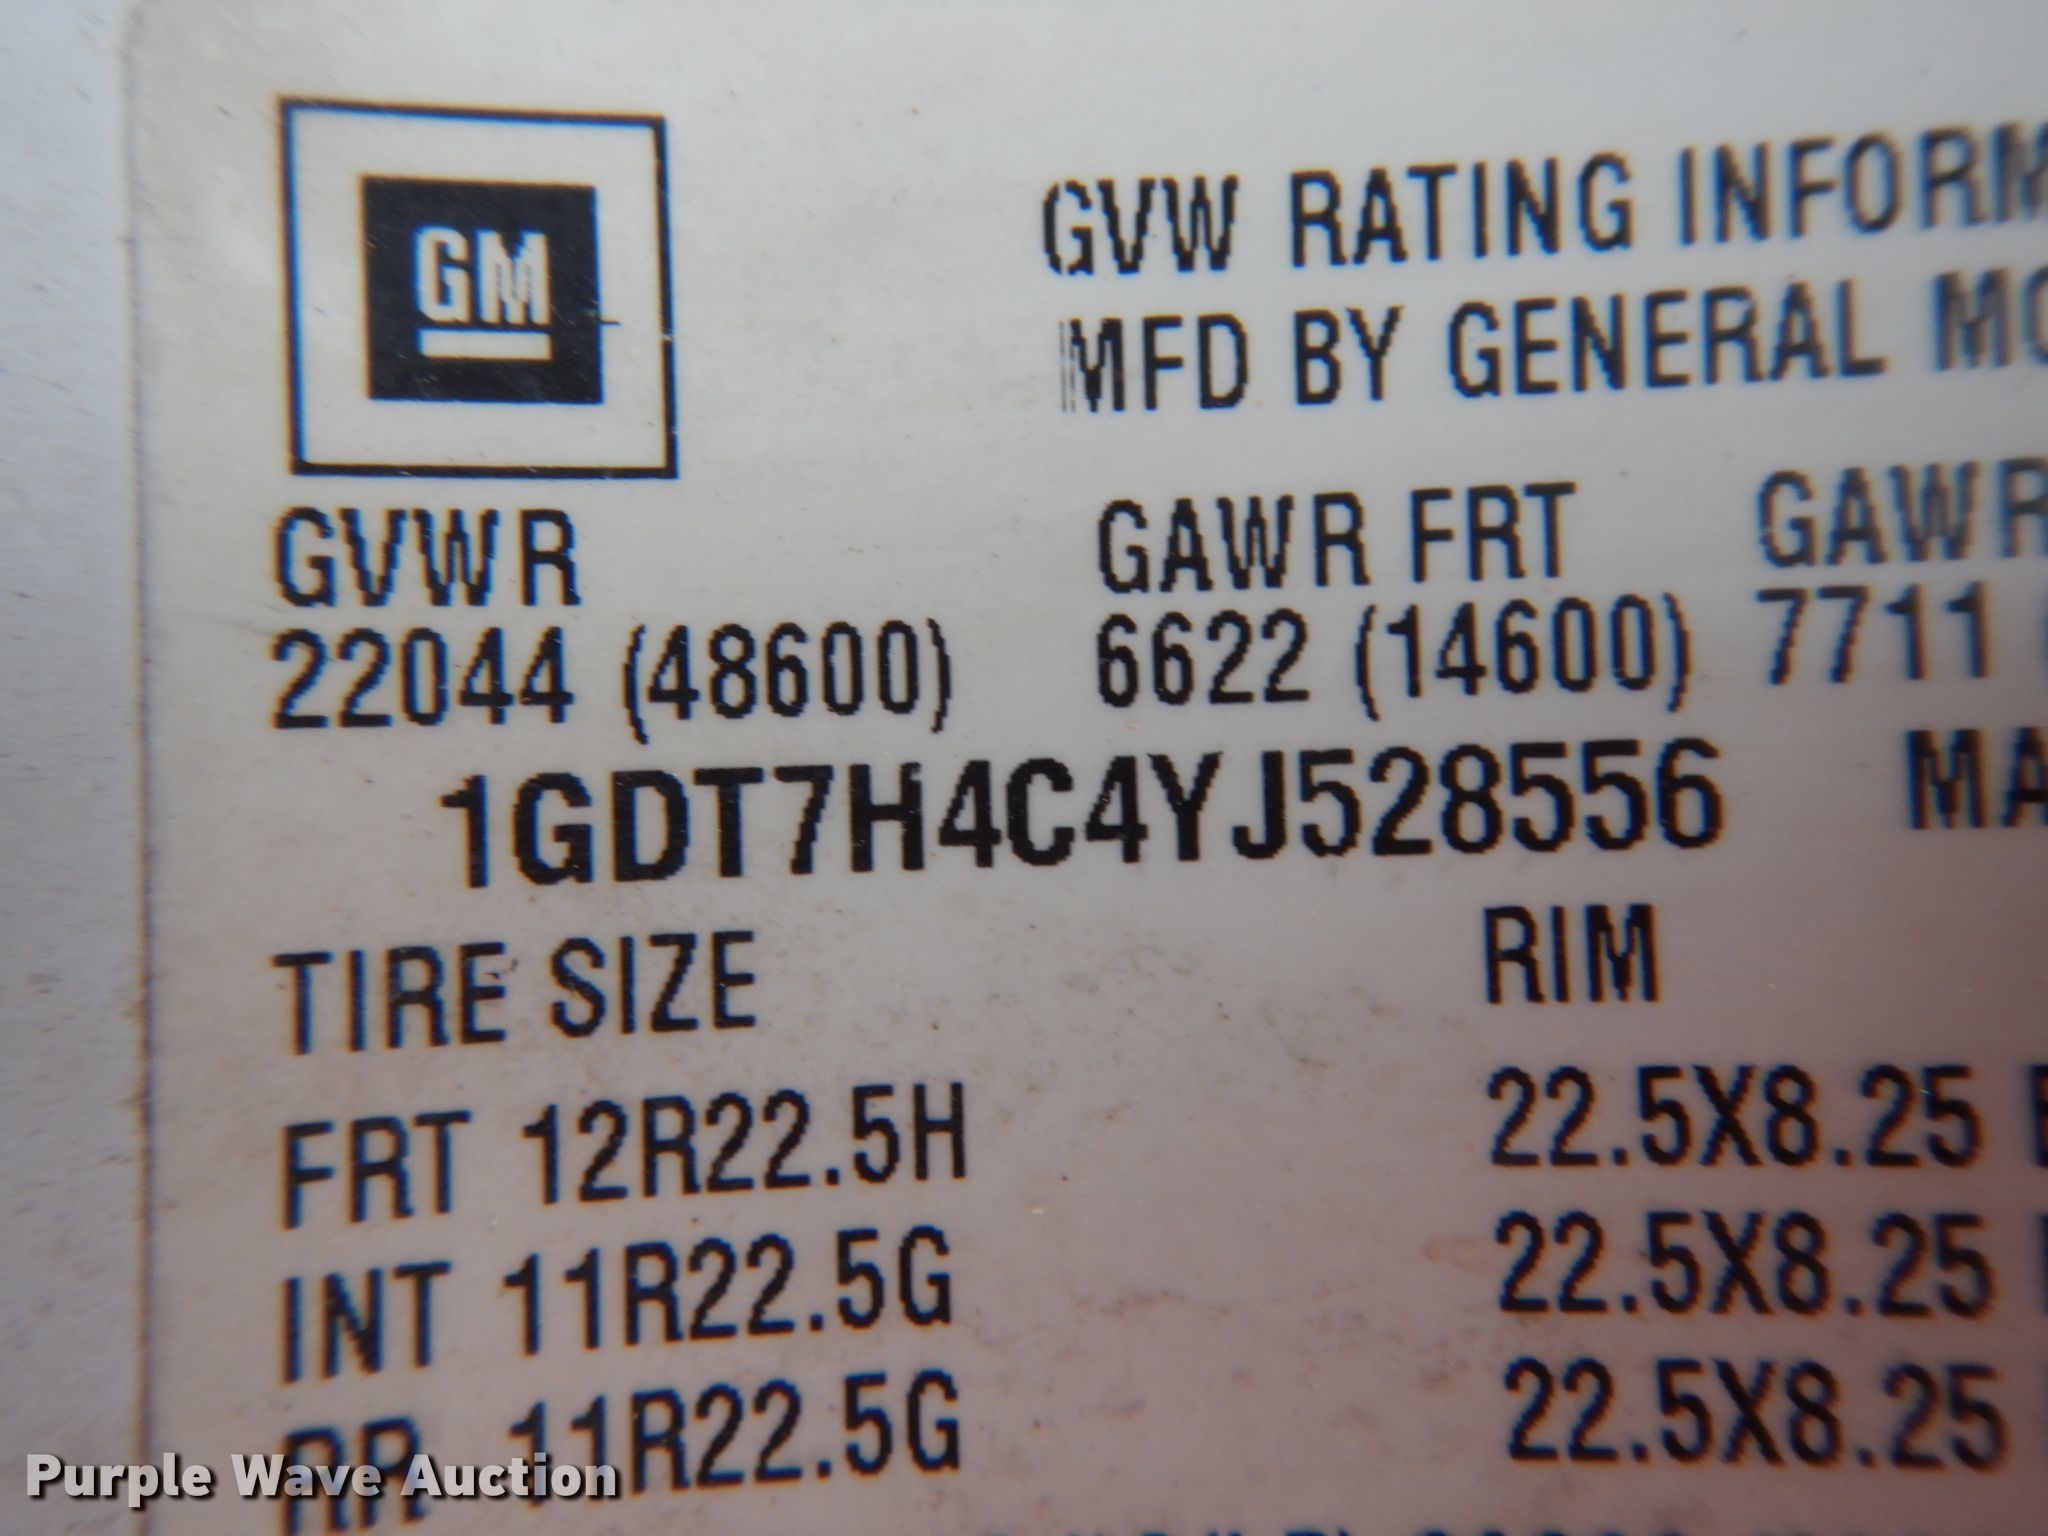 GM
GVW RATING INFORM
MFD BY GENERAL MO
GVWR GAWR FRT GAWR
22044 (48600) 6622 (14600) 7711 (
1GDT7H4C4YJ528556 MA
TIRE SIZE RIM
FRT 12R22.5H 22.5X8.25
INT 11R22.5G 22.5X8.25
RR 11R22.5G 22.5X8.25
Purple Wave Auction